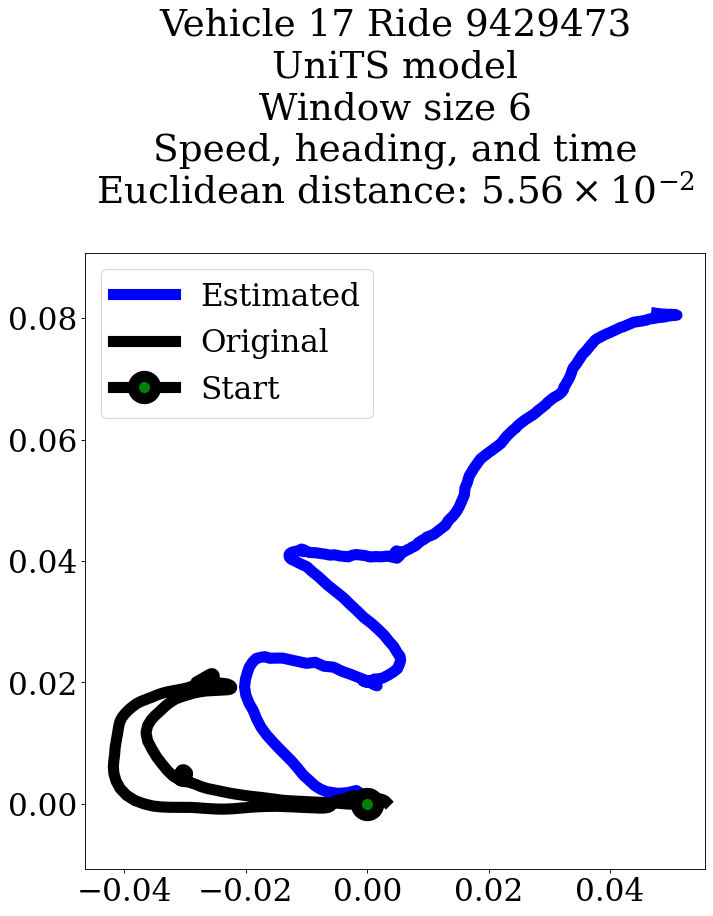 Vehicle 17 Ride 9429473
UniTS model
Window size 6
Speed, heading, and time
Euclidean distance: 5.56 × 10⁻²
Estimated
Original
Start
0.08
0.06
0.04
0.02
0.00
−0.04 −0.02 0.00 0.02 0.04